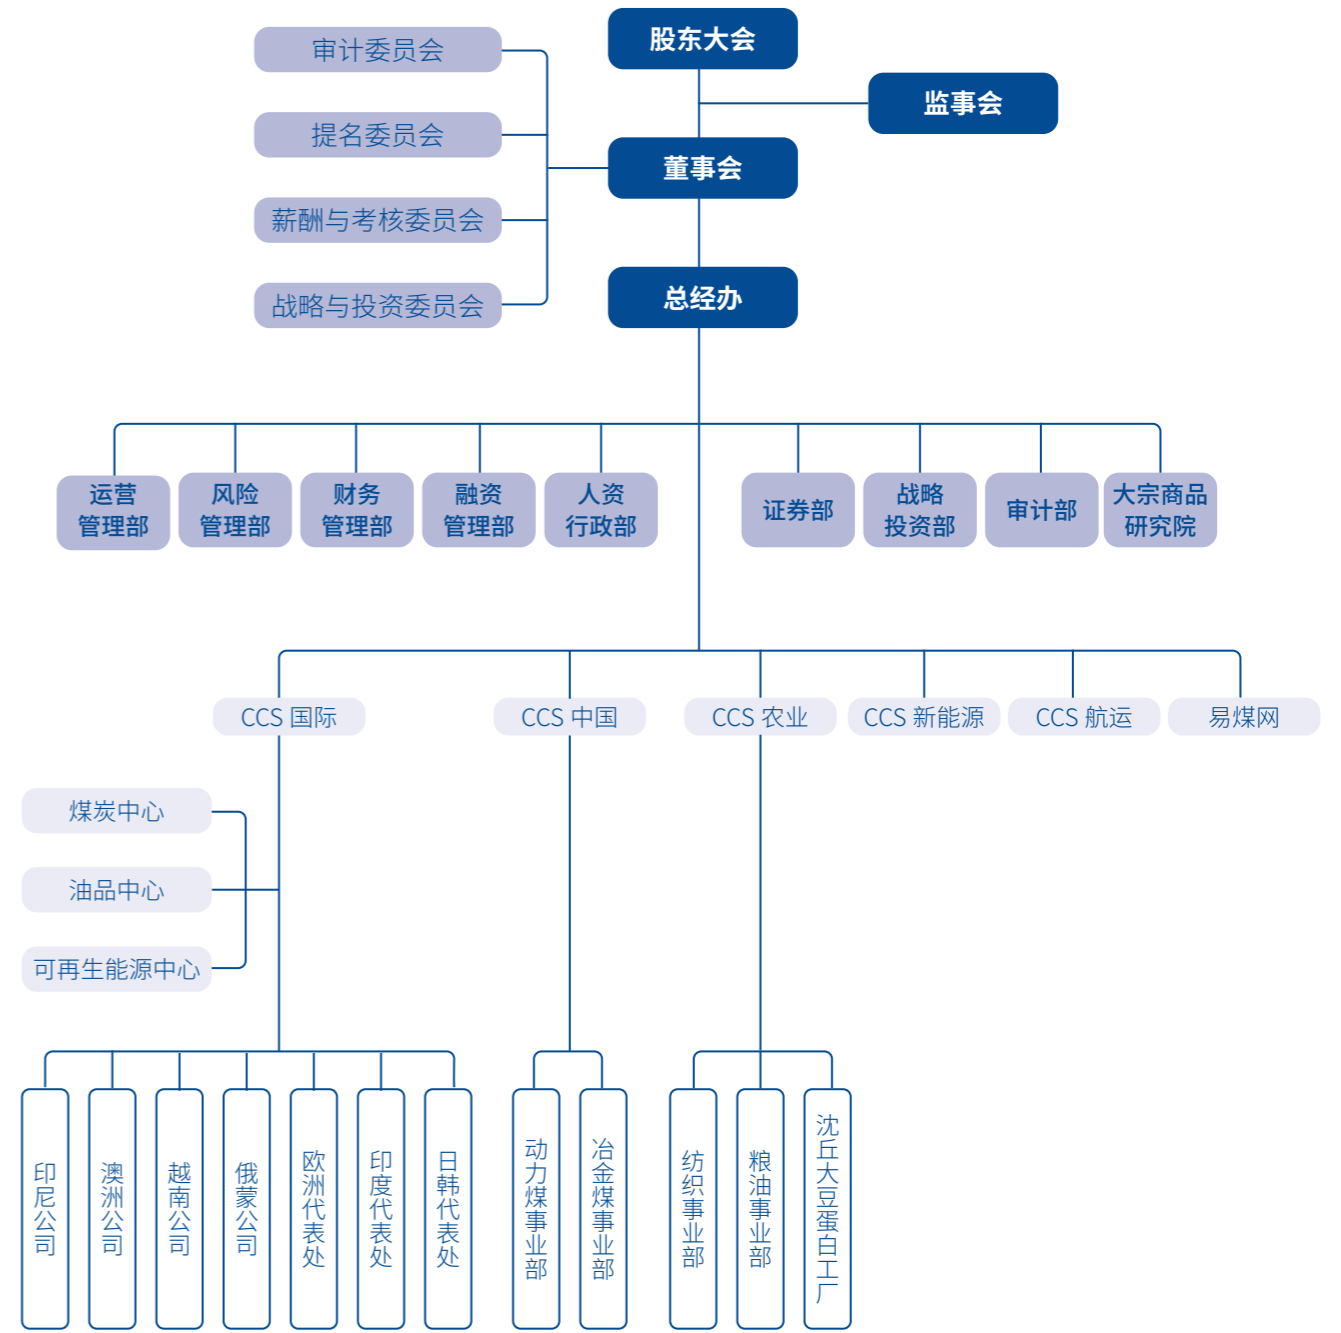 股东大会
监事会
董事会
总经办
审计委员会
提名委员会
薪酬与考核委员会
战略与投资委员会
运营
管理部
风险
管理部
财务
管理部
融资
管理部
人资
行政部
证券部
战略
投资部
审计部
大宗商品
研究院
CCS 国际
CCS 中国
CCS 农业
CCS 新能源
CCS 航运
易煤网
煤炭中心
油品中心
可再生能源中心
印尼公司
澳洲公司
越南公司
俄蒙公司
欧洲代表处
印度代表处
日韩代表处
动力煤事业部
冶金煤事业部
纺织事业部
粮油事业部
沈丘大豆蛋白工厂